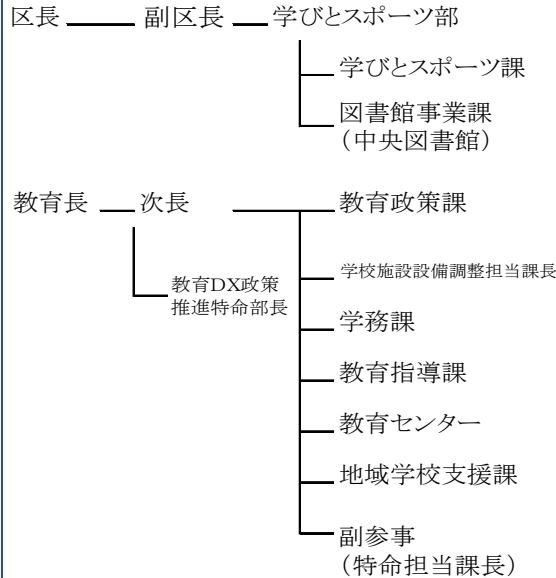 区長 副区長 学びとスポーツ部
学びとスポーツ課
図書館事業課
（中央図書館）
教育長 次長 教育政策課
教育DX政策
推進特命部長
学校施設設備調整担当課長
学務課
教育指導課
教育センター
地域学校支援課
副参事
（特命担当課長）